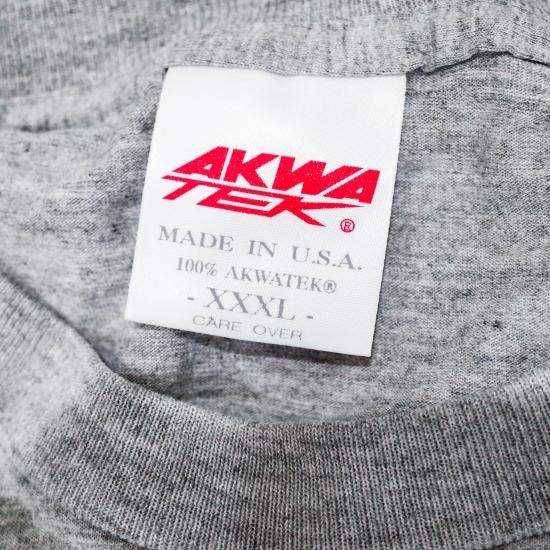 AKWA
TEK®
MADE IN U.S.A.
100% AKWATEK®
- XXXL -
CARE OVER